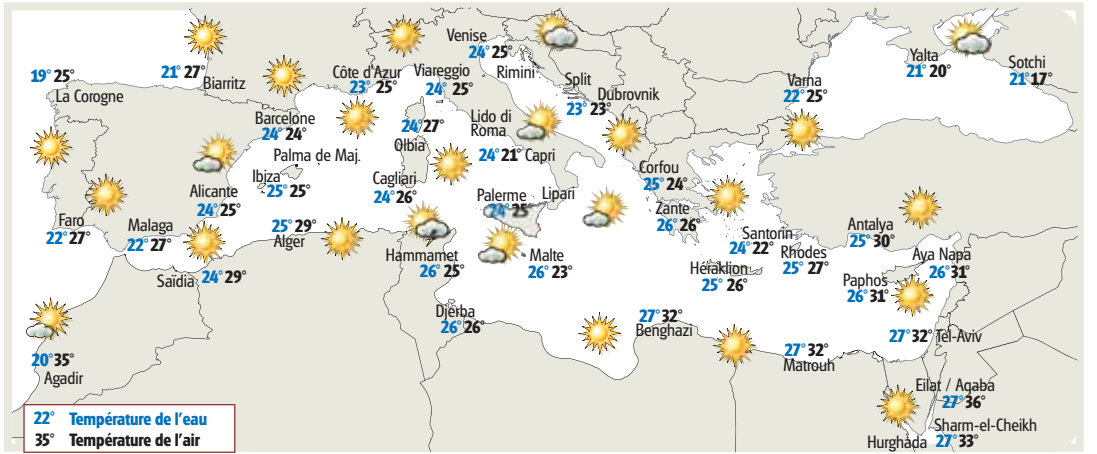 Venise
24° 25°
Rimini
Yalta
21° 20°
Sotchi
21° 17°
19° 25°
La Corogne
21° 27°
Biarritz
Côte d'Azur
23° 25°
Viareggio
24° 25°
Split
23° 23°
Dubrovnik
Varna
22° 25°
Barcelone
24° 24°
24° 27°
Olbia
Lido di
Roma
24° 21°
Capri
Palma de Maj.
Ibiza
25° 25°
Cagliari
24° 26°
Corfou
25° 24°
Alicante
24° 25°
Palerme
24° 25°
Lipari
Zante
26° 26°
Faro
22° 27°
Malaga
22° 27°
25° 29°
Alger
Santorin
24° 22°
Antalya
25° 30°
Hammamet
26° 25°
Malte
26° 23°
Rhodes
25° 27°
Aya Napa
26° 31°
Saïdia
24° 29°
Héraklion
25° 26°
Paphos
26° 31°
Djerba
26° 26°
27° 32°
Benghazi
27° 32°
Tel-Aviv
20° 35°
Agadir
27° 32°
Matrouh
Eilat / Aqaba
27° 36°
Sharm-el-Cheikh
Hurghada
27° 33°
22° Température de l'eau
35° Température de l'air